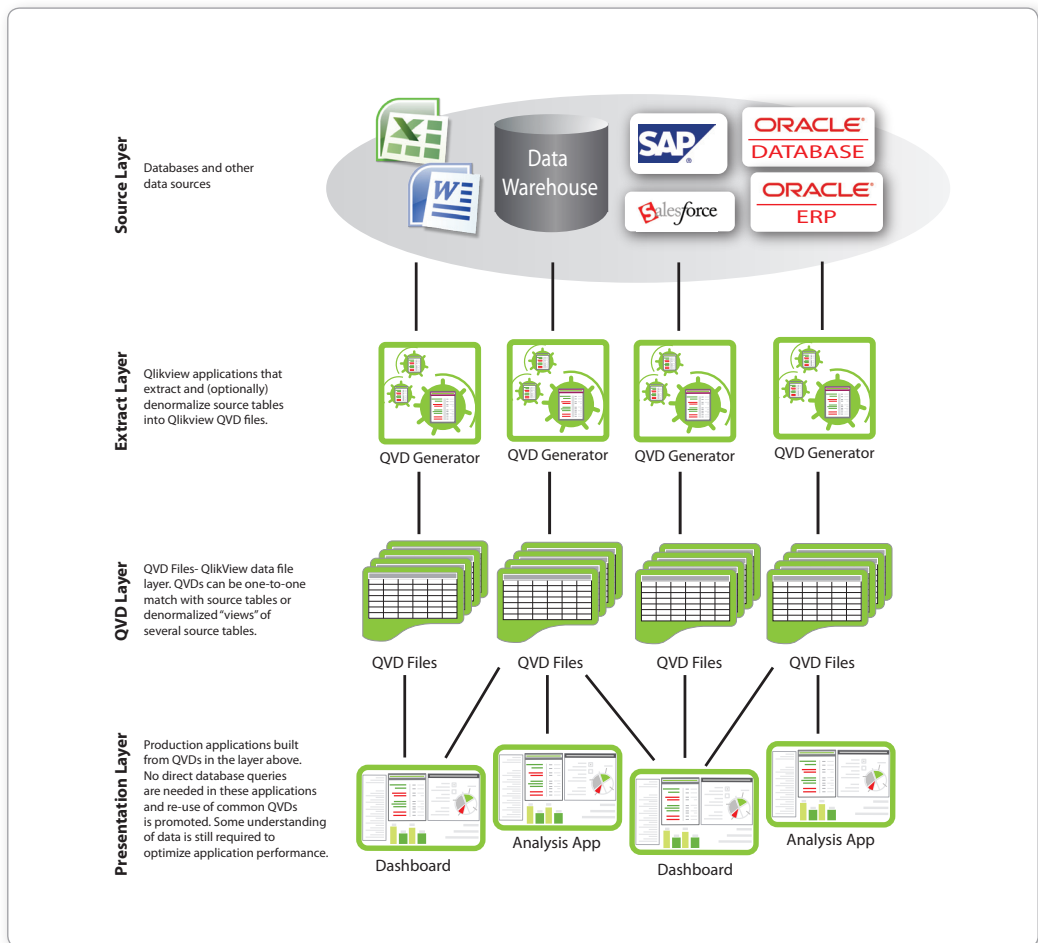 Source Layer
Databases and other
data sources
X
W
Data
Warehouse
SAP®
salesforce
ORACLE®
DATABASE
ORACLE®
ERP
Extract Layer
Qlikview applications that
extract and (optionally)
denormalize source tables
into Qlikview QVD files.
QVD Generator
QVD Generator
QVD Generator
QVD Generator
QVD Layer
QVD Files- QlikView data file
layer. QVDs can be one-to-one
match with source tables or
denormalized “views” of
several source tables.
QVD Files
QVD Files
QVD Files
QVD Files
Presentation Layer
Production applications built
from QVDs in the layer above.
No direct database queries
are needed in these applications
and re-use of common QVDs
is promoted. Some understanding
of data is still required to
optimize application performance.
Dashboard
Analysis App
Dashboard
Analysis App